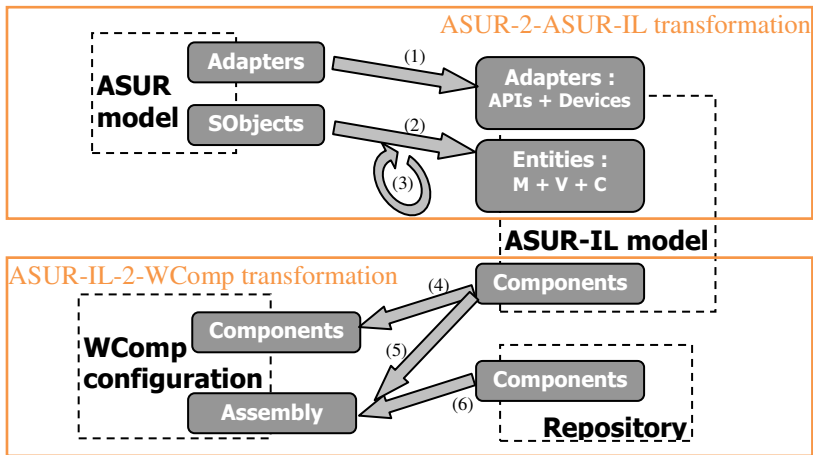 ASUR-2-ASUR-IL transformation
ASUR
model
Adapters
SObjects
(1)
(2)
(3)
Adapters :
APIs + Devices
Entities :
M + V + C
ASUR-IL model
ASUR-IL-2-WComp transformation
Components
(4)
(5)
(6)
WComp
configuration
Components
Assembly
Components
Repository